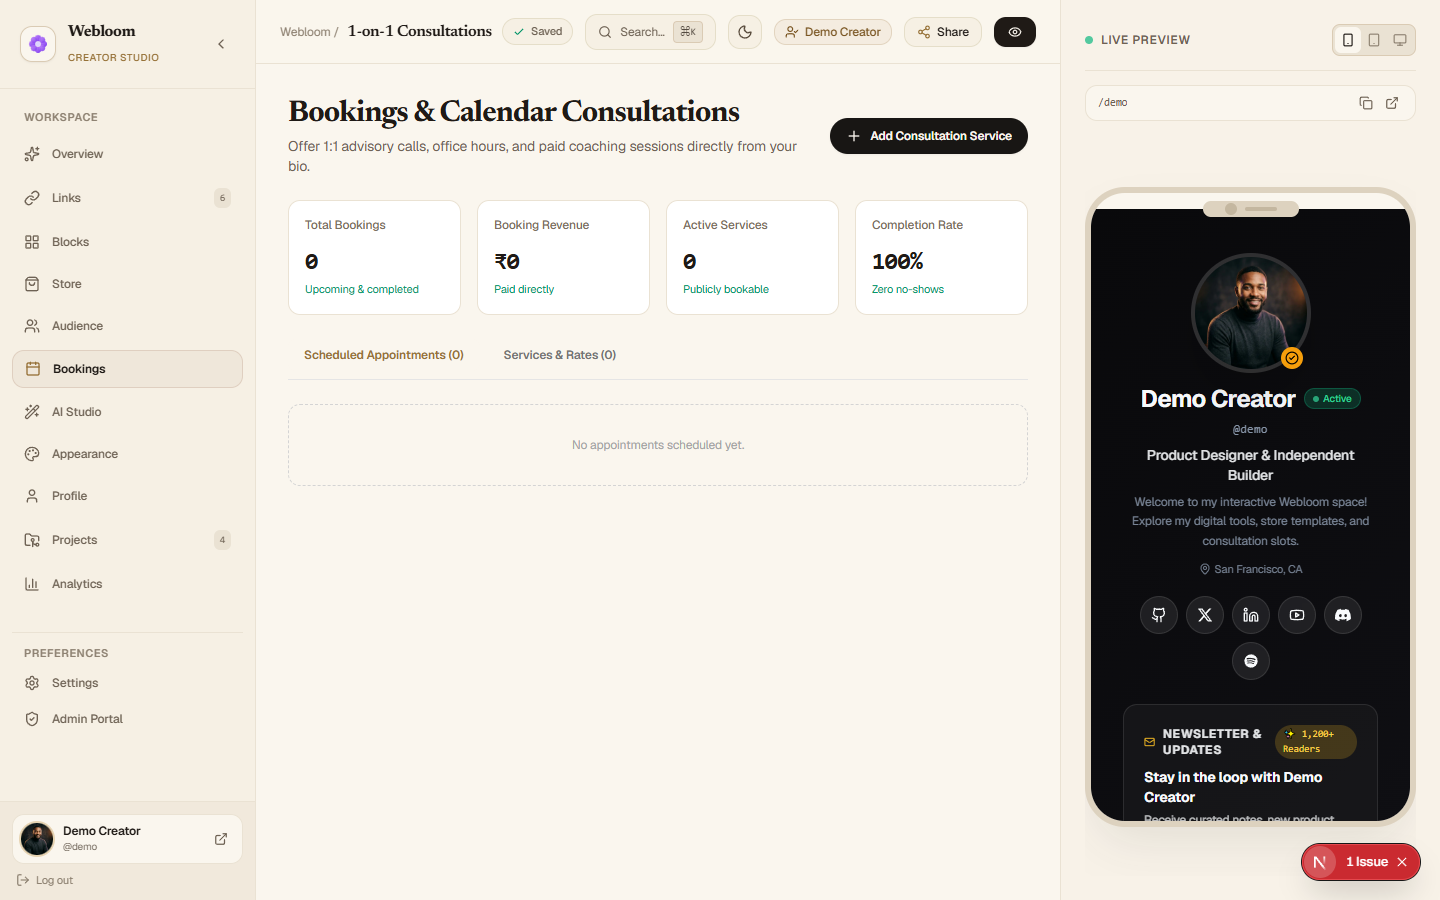 Webloom
CREATOR STUDIO
WORKSPACE
Overview
Links 6
Blocks
Store
Audience
Bookings
AI Studio
Appearance
Profile
Projects 4
Analytics
PREFERENCES
Settings
Admin Portal
Demo Creator
@demo
Log out
Webloom / 1-on-1 Consultations
Saved
Search... ⌘K
Demo Creator
Share
Bookings & Calendar Consultations
Offer 1:1 advisory calls, office hours, and paid coaching sessions directly from your
bio.
Add Consultation Service
Total Bookings
0
Upcoming & completed
Booking Revenue
₹0
Paid directly
Active Services
0
Publicly bookable
Completion Rate
100%
Zero no-shows
Scheduled Appointments (0)
Services & Rates (0)
No appointments scheduled yet.
LIVE PREVIEW
/demo
Demo Creator
Active
@demo
Product Designer & Independent
Builder
Welcome to my interactive Webloom space!
Explore my digital tools, store templates, and
consultation slots.
San Francisco, CA
NEWSLETTER &
UPDATES
1,200+
Readers
Stay in the loop with Demo
Creator
Receive curated notes, new product
1 Issue